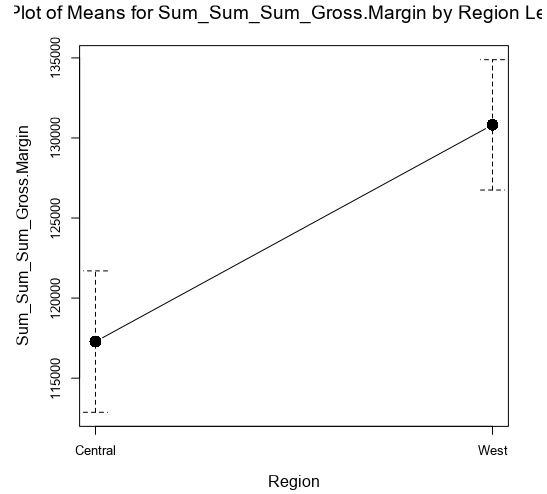 Plot of Means for Sum_Sum_Sum_Gross.Margin by Region Le
135000
130000
125000
120000
115000
Sum_Sum_Sum_Gross.Margin
Central
West
Region